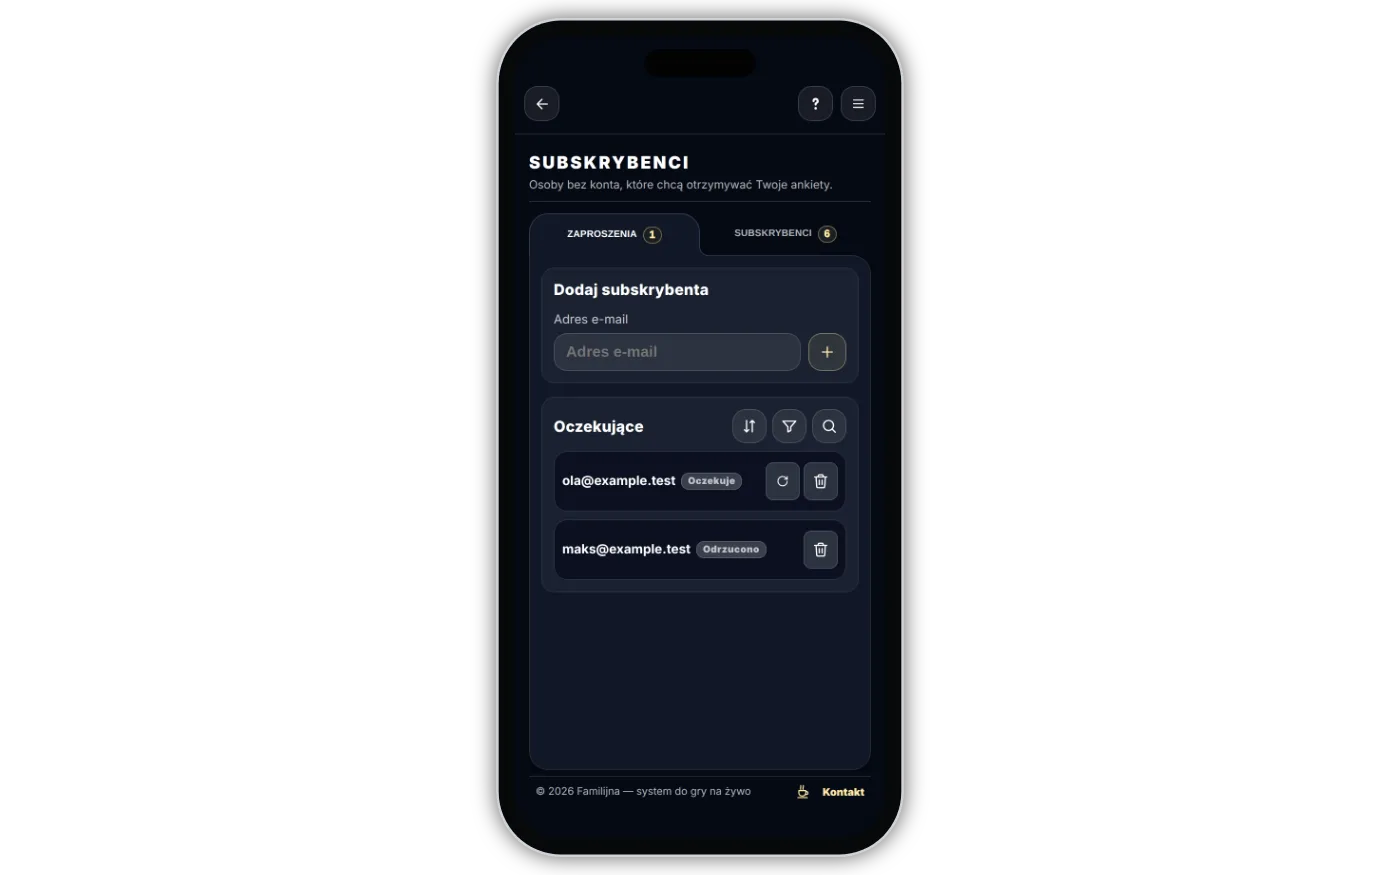 ?
SUBSKRYBENCI
Osoby bez konta, które chcą otrzymywać Twoje ankiety.
ZAPROSZENIA 1
SUBSKRYBENCI 6
Dodaj subskrybenta
Adres e-mail
Adres e-mail
+
Oczekujące
ola@example.test Oczekuje
maks@example.test Odrzucono
© 2026 Familijna — system do gry na żywo
Kontakt